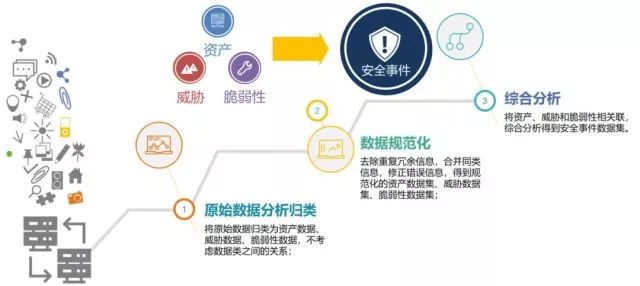 资产
威胁
脆弱性
安全事件
3
综合分析
将资产、威胁和脆弱性相关联,
综合分析得到安全事件数据集。
2
数据规范化
去除重复冗余信息,合并同类
信息,修正错误信息,得到规
范化的资产数据集、威胁数据
集、脆弱性数据集;
1
原始数据分析归类
将原始数据归类为资产数据、
威胁数据、脆弱性数据,不考
虑数据类之间的关系;